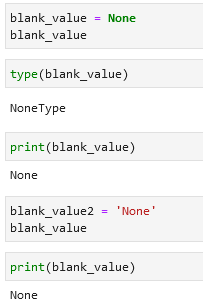 blank_value = None
blank_value
type(blank_value)
NoneType
print(blank_value)
None
blank_value2 = 'None'
blank_value
print(blank_value)
None